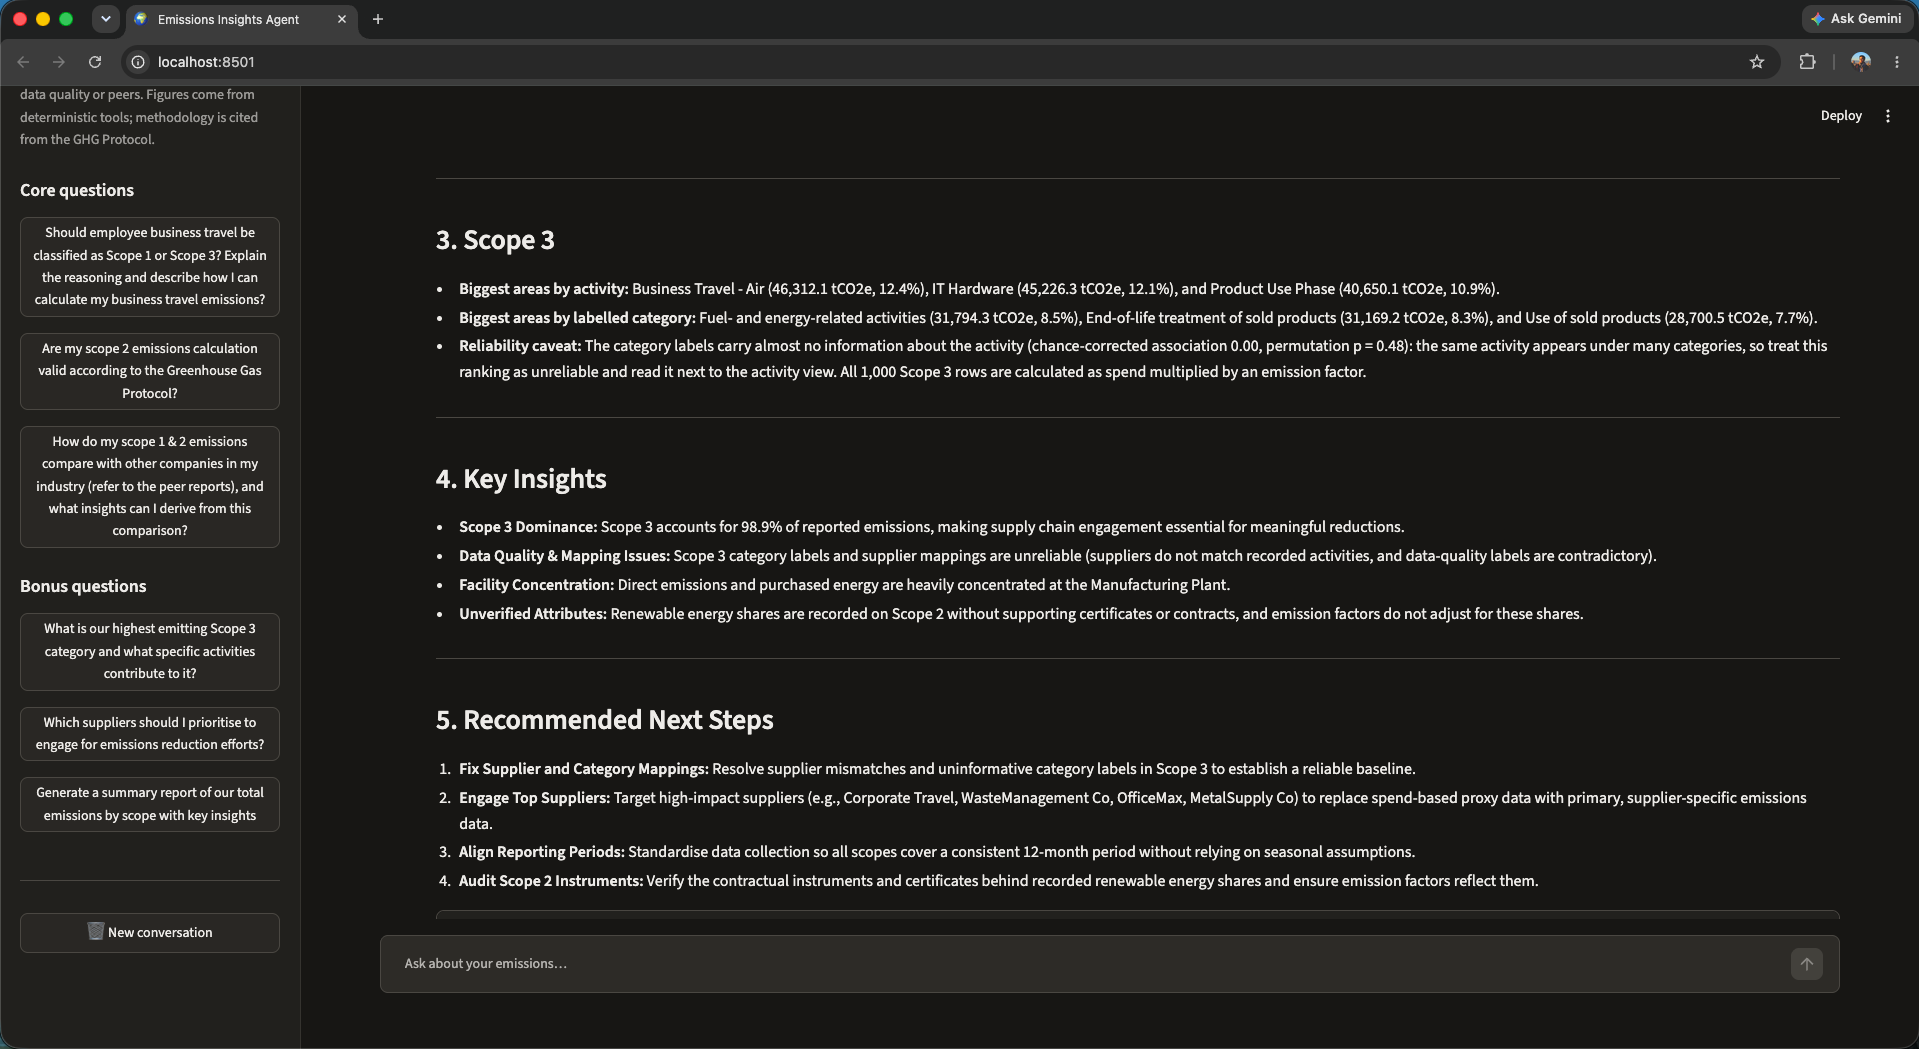 Emissions Insights Agent
Ask Gemini
localhost:8501
data quality or peers. Figures come from
deterministic tools; methodology is cited
from the GHG Protocol.
Core questions
Should employee business travel be
classified as Scope 1 or Scope 3? Explain
the reasoning and describe how I can
calculate my business travel emissions?
Are my scope 2 emissions calculation
valid according to the Greenhouse Gas
Protocol?
How do my scope 1 & 2 emissions
compare with other companies in my
industry (refer to the peer reports), and
what insights can I derive from this
comparison?
Bonus questions
What is our highest emitting Scope 3
category and what specific activities
contribute to it?
Which suppliers should I prioritise to
engage for emissions reduction efforts?
Generate a summary report of our total
emissions by scope with key insights
New conversation
Deploy
3. Scope 3
• Biggest areas by activity: Business Travel - Air (46,312.1 tCO2e, 12.4%), IT Hardware (45,226.3 tCO2e, 12.1%), and Product Use Phase (40,650.1 tCO2e, 10.9%).
• Biggest areas by labelled category: Fuel- and energy-related activities (31,794.3 tCO2e, 8.5%), End-of-life treatment of sold products (31,169.2 tCO2e, 8.3%), and Use of sold products (28,700.5 tCO2e, 7.7%).
• Reliability caveat: The category labels carry almost no information about the activity (chance-corrected association 0.00, permutation p = 0.48): the same activity appears under many categories, so treat this
ranking as unreliable and read it next to the activity view. All 1,000 Scope 3 rows are calculated as spend multiplied by an emission factor.
4. Key Insights
• Scope 3 Dominance: Scope 3 accounts for 98.9% of reported emissions, making supply chain engagement essential for meaningful reductions.
• Data Quality & Mapping Issues: Scope 3 category labels and supplier mappings are unreliable (suppliers do not match recorded activities, and data-quality labels are contradictory).
• Facility Concentration: Direct emissions and purchased energy are heavily concentrated at the Manufacturing Plant.
• Unverified Attributes: Renewable energy shares are recorded on Scope 2 without supporting certificates or contracts, and emission factors do not adjust for these shares.
5. Recommended Next Steps
1. Fix Supplier and Category Mappings: Resolve supplier mismatches and uninformative category labels in Scope 3 to establish a reliable baseline.
2. Engage Top Suppliers: Target high-impact suppliers (e.g., Corporate Travel, WasteManagement Co, OfficeMax, MetalSupply Co) to replace spend-based proxy data with primary, supplier-specific emissions
data.
3. Align Reporting Periods: Standardise data collection so all scopes cover a consistent 12-month period without relying on seasonal assumptions.
4. Audit Scope 2 Instruments: Verify the contractual instruments and certificates behind recorded renewable energy shares and ensure emission factors reflect them.
Ask about your emissions...